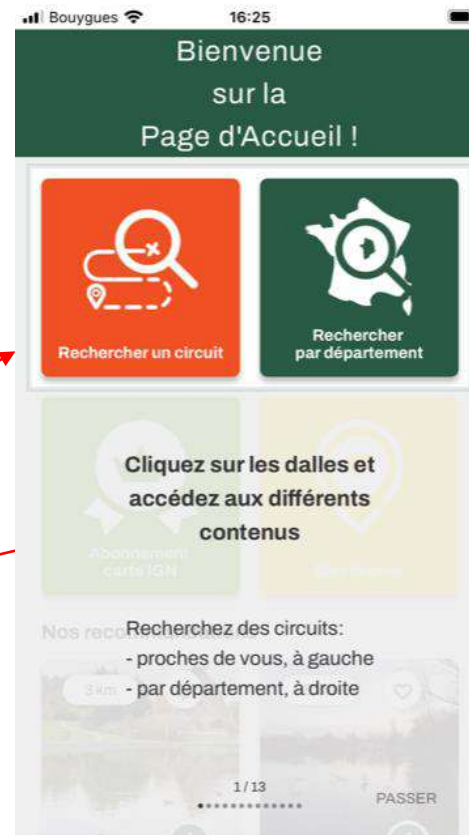 Bouygues 16:25
Bienvenue
sur la
Page d'Accueil !
Rechercher un circuit
Rechercher
par département
Cliquez sur les dalles et
accédez aux différents
contenus
Abonnement
carte IGN
Nos recom
Recherchez des circuits:
- proches de vous, à gauche
3 km
- par département, à droite
1/13
PASSER